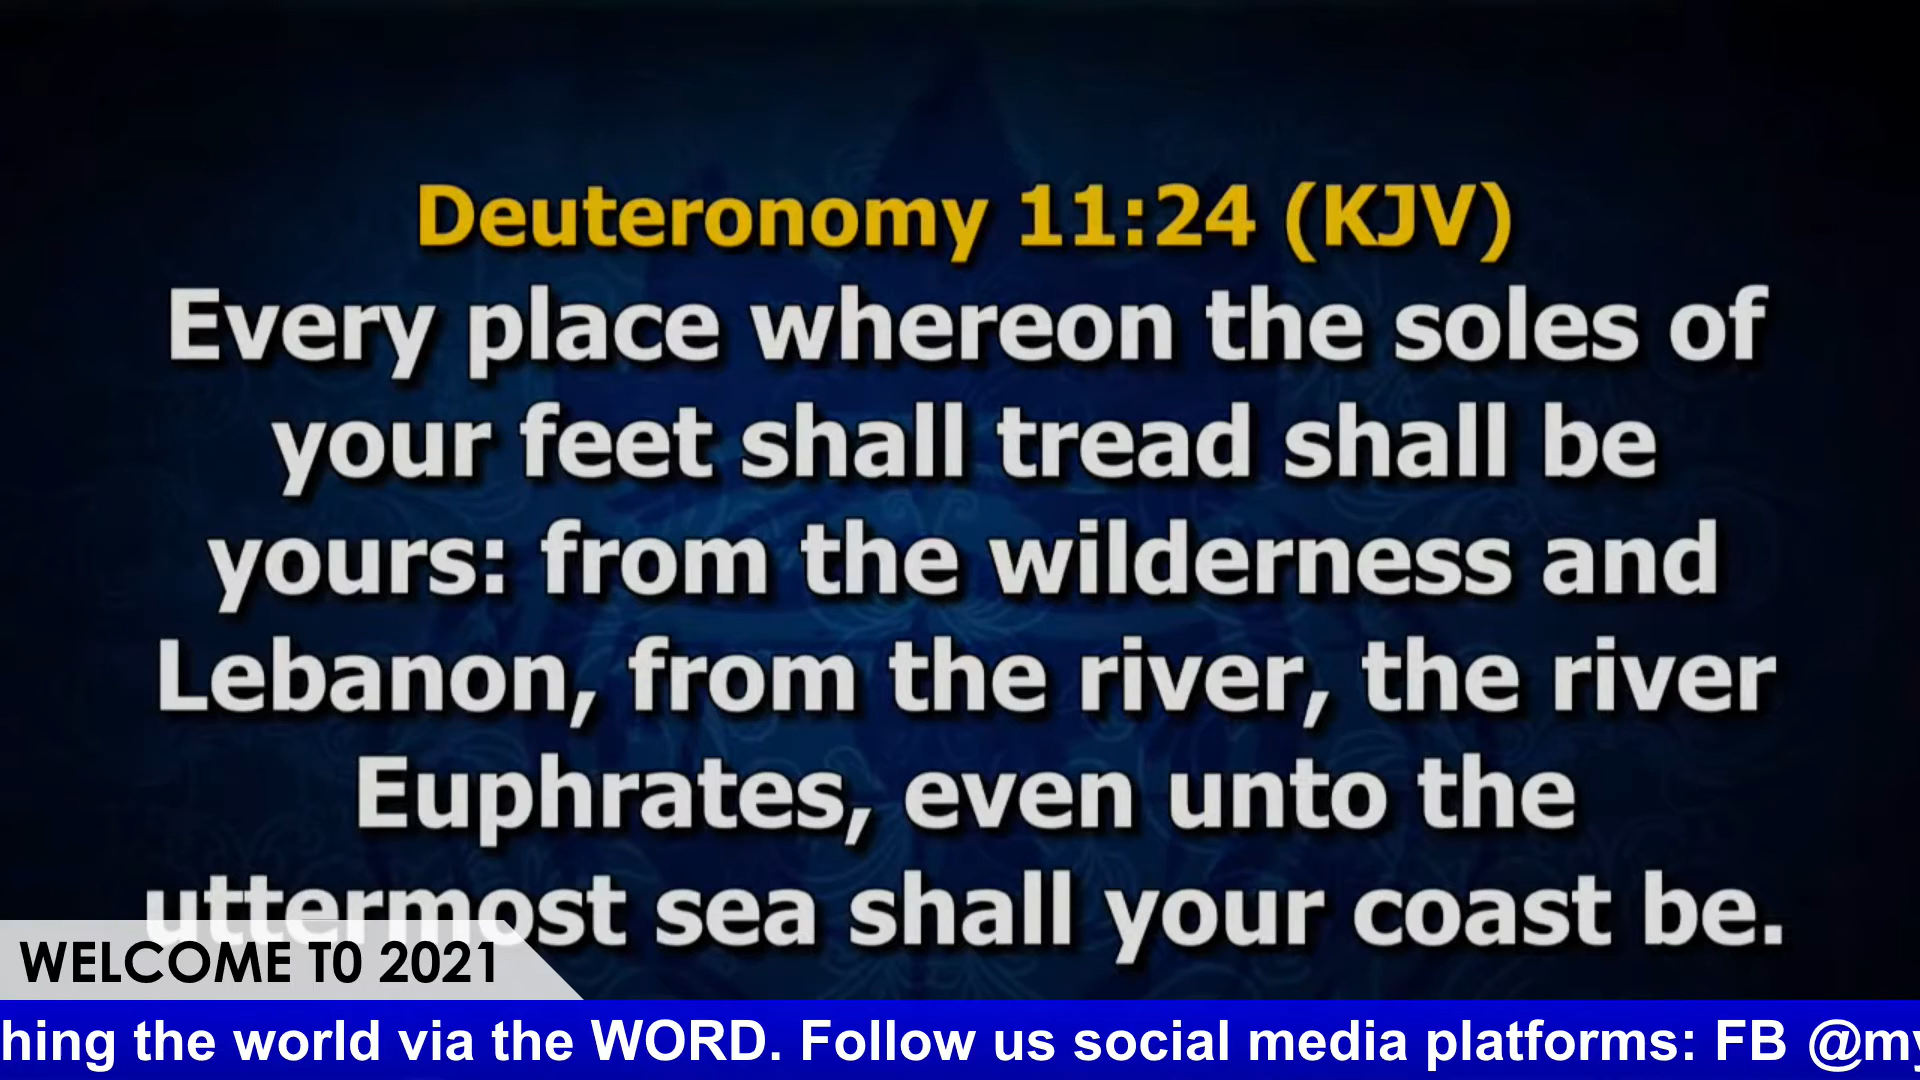 Deuteronomy 11:24 (KJV)
Every place whereon the soles of
your feet shall tread shall be
yours: from the wilderness and
Lebanon, from the river, the river
Euphrates, even unto the
uttermost sea shall your coast be.
WELCOME T0 2021
hing the world via the WORD. Follow us social media platforms: FB @my